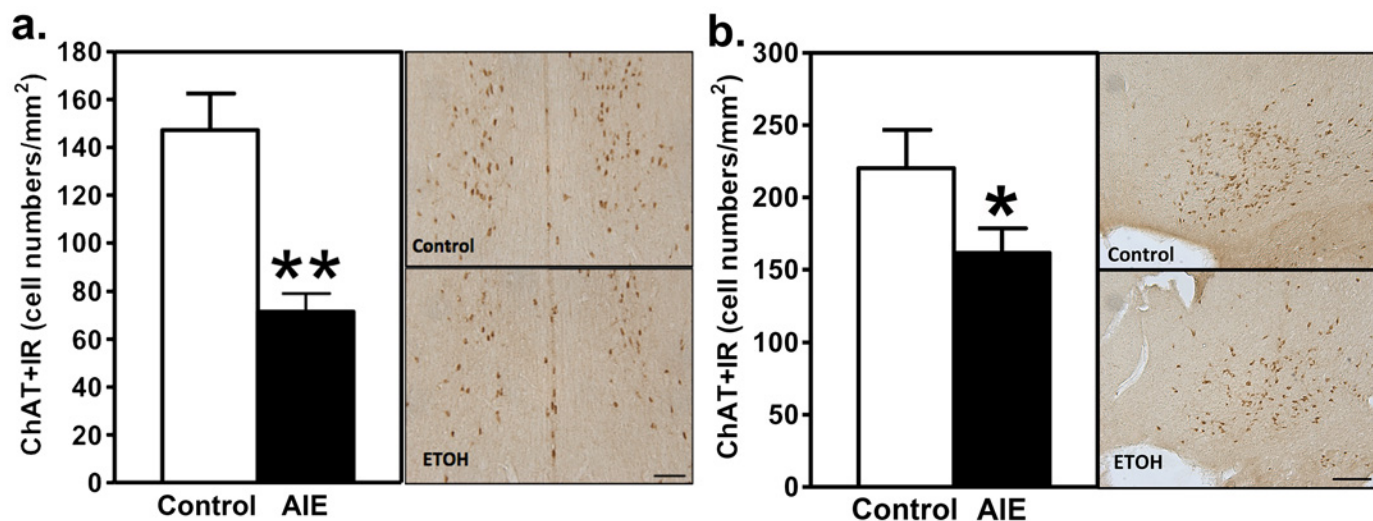 a.
ChAT+IR (cell numbers/mm²)
180
160
140
120
100
80
60
40
20
0
**
Control
AIE
Control
ETOH
b.
ChAT+IR (cell numbers/mm²)
300
250
200
150
100
50
0
*
Control
AIE
Control
ETOH